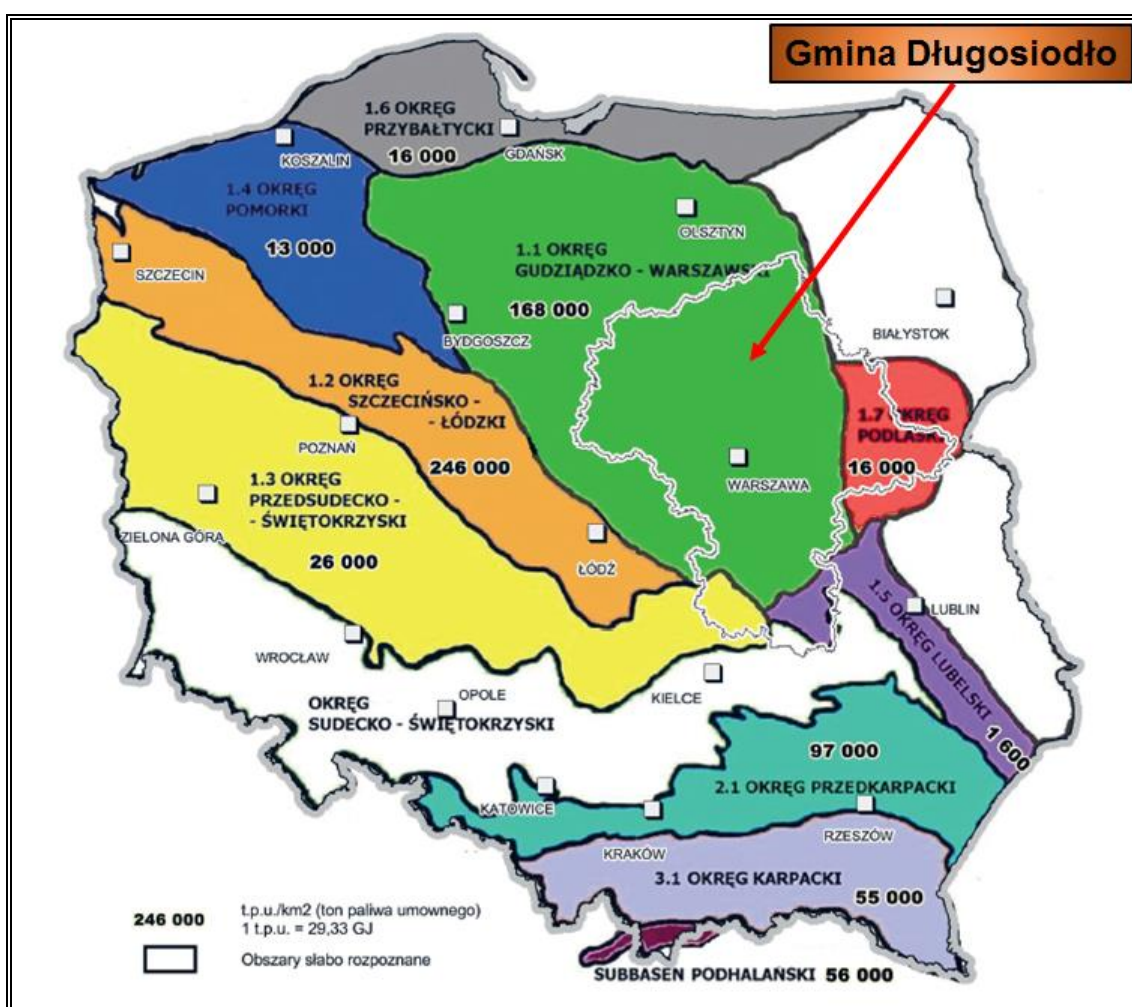 Gmina Długosiodło
1.6 OKRĘG
PRZYBAŁTYCKI
16 000
KOSZALIN
GDAŃSK
1.4 OKRĘG
POMORKI
13 000
OLSZTYN
SZCZECIN
1.1 OKRĘG
GUDZIĄDZKO - WARSZAWSKI
168 000
BYDGOSZCZ
BIAŁYSTOK
1.2 OKRĘG
SZCZECIŃSKO -
- ŁÓDZKI
246 000
POZNAŃ
1.7 OKRĘG
PODLASKI
16 000
WARSZAWA
1.3 OKRĘG
PRZEDSUDECKO -
- ŚWIĘTOKRZYSKI
26 000
ZIELONA GÓRA
ŁÓDŹ
1.5 OKRĘG LUBELSKI
1 600
LUBLIN
WROCŁAW
OPOLE
KIELCE
OKRĘG
SUDECKO - ŚWIĘTOKRZYSKI
97 000
2.1 OKRĘG PRZEDKARPACKI
KATOWICE
KRAKÓW
RZESZÓW
3.1 OKRĘG KARPACKI
55 000
246 000
t.p.u./km2 (ton paliwa umownego)
1 t.p.u. = 29,33 GJ
Obszary słabo rozpoznane
SUBBASEN PODHALAŃSKI 56 000